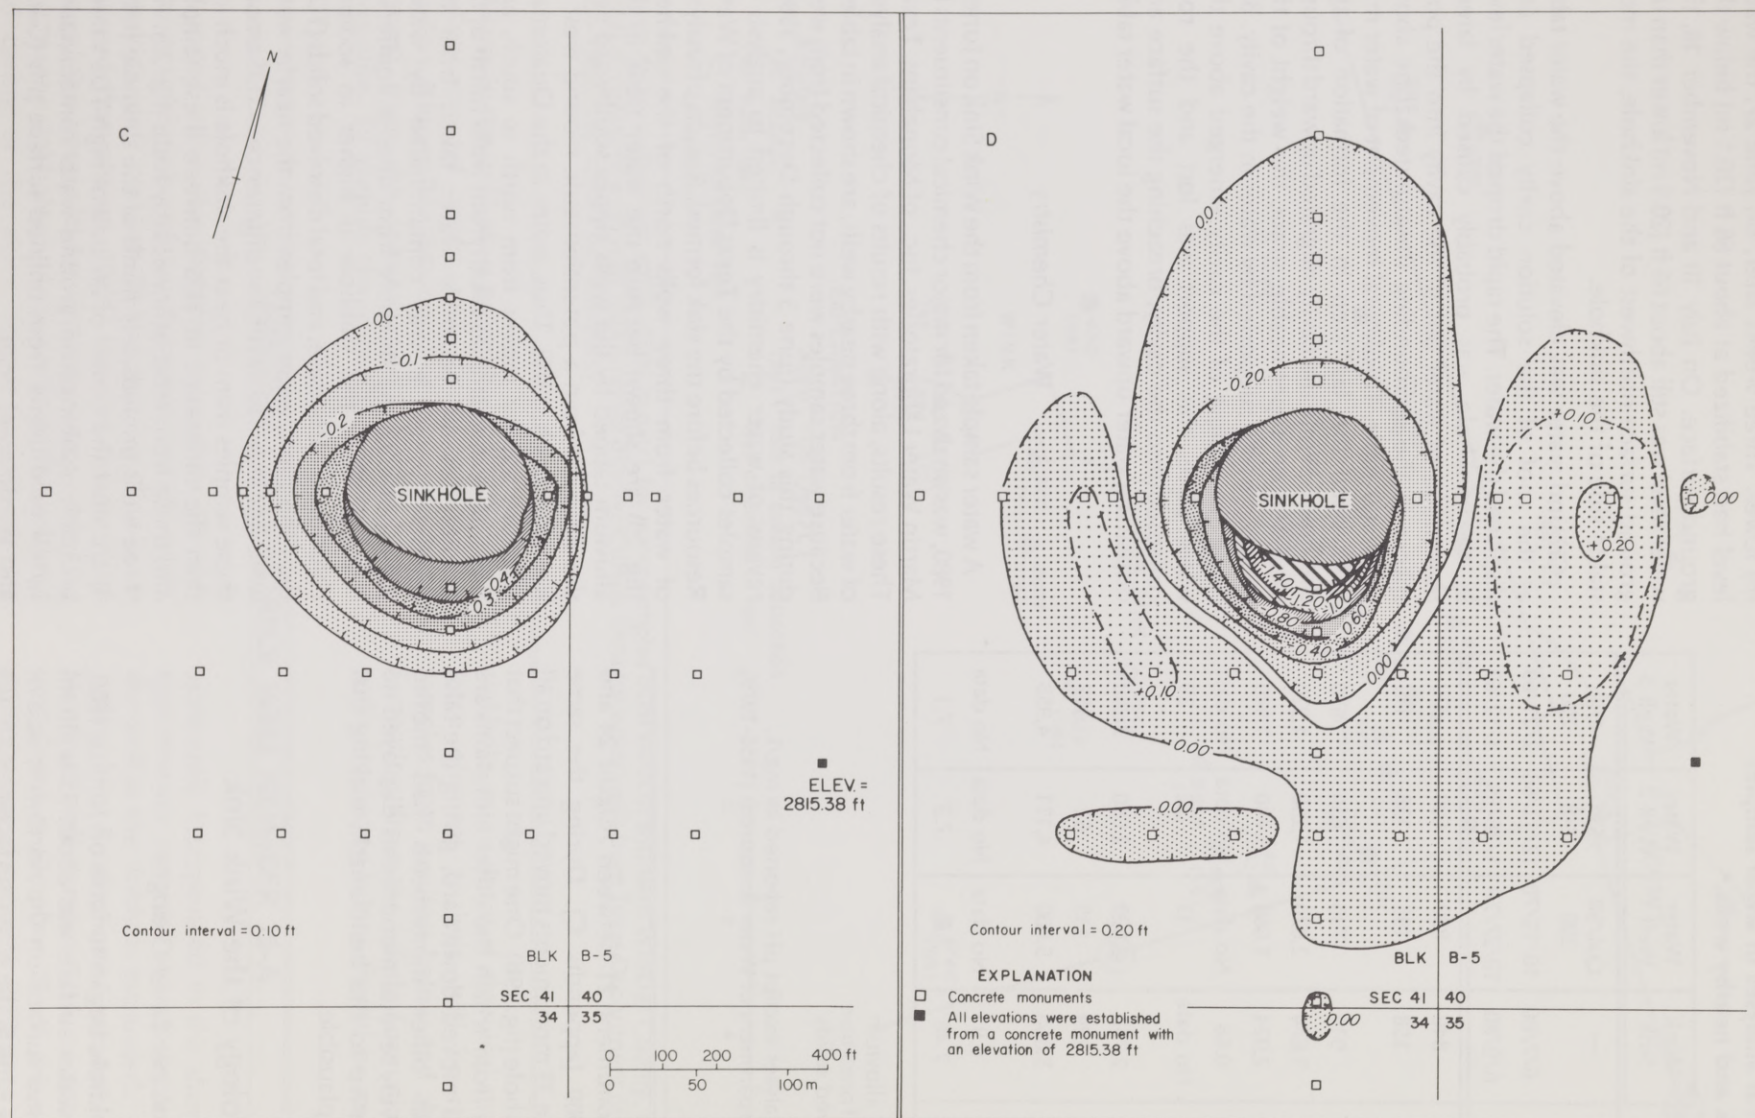 N
C
0.0
-0.1
-0.2
SINKHOLE
-0.4
-0.3
ELEV. =
2815.38 ft
Contour interval = 0.10 ft
BLK B-5
SEC 41 40
34 35
0 100 200 400 ft
0 50 100 m
D
0.0
-0.20
+0.10
SINKHOLE
0.00
+0.20
-1.40
-1.20
-1.00
-0.80
-0.60
-0.40
0.00
+0.10
0.00
0.00
Contour interval = 0.20 ft
BLK B-5
EXPLANATION
Concrete monuments
All elevations were established
from a concrete monument with
an elevation of 2815.38 ft
SEC 41 40
34 35
0.00